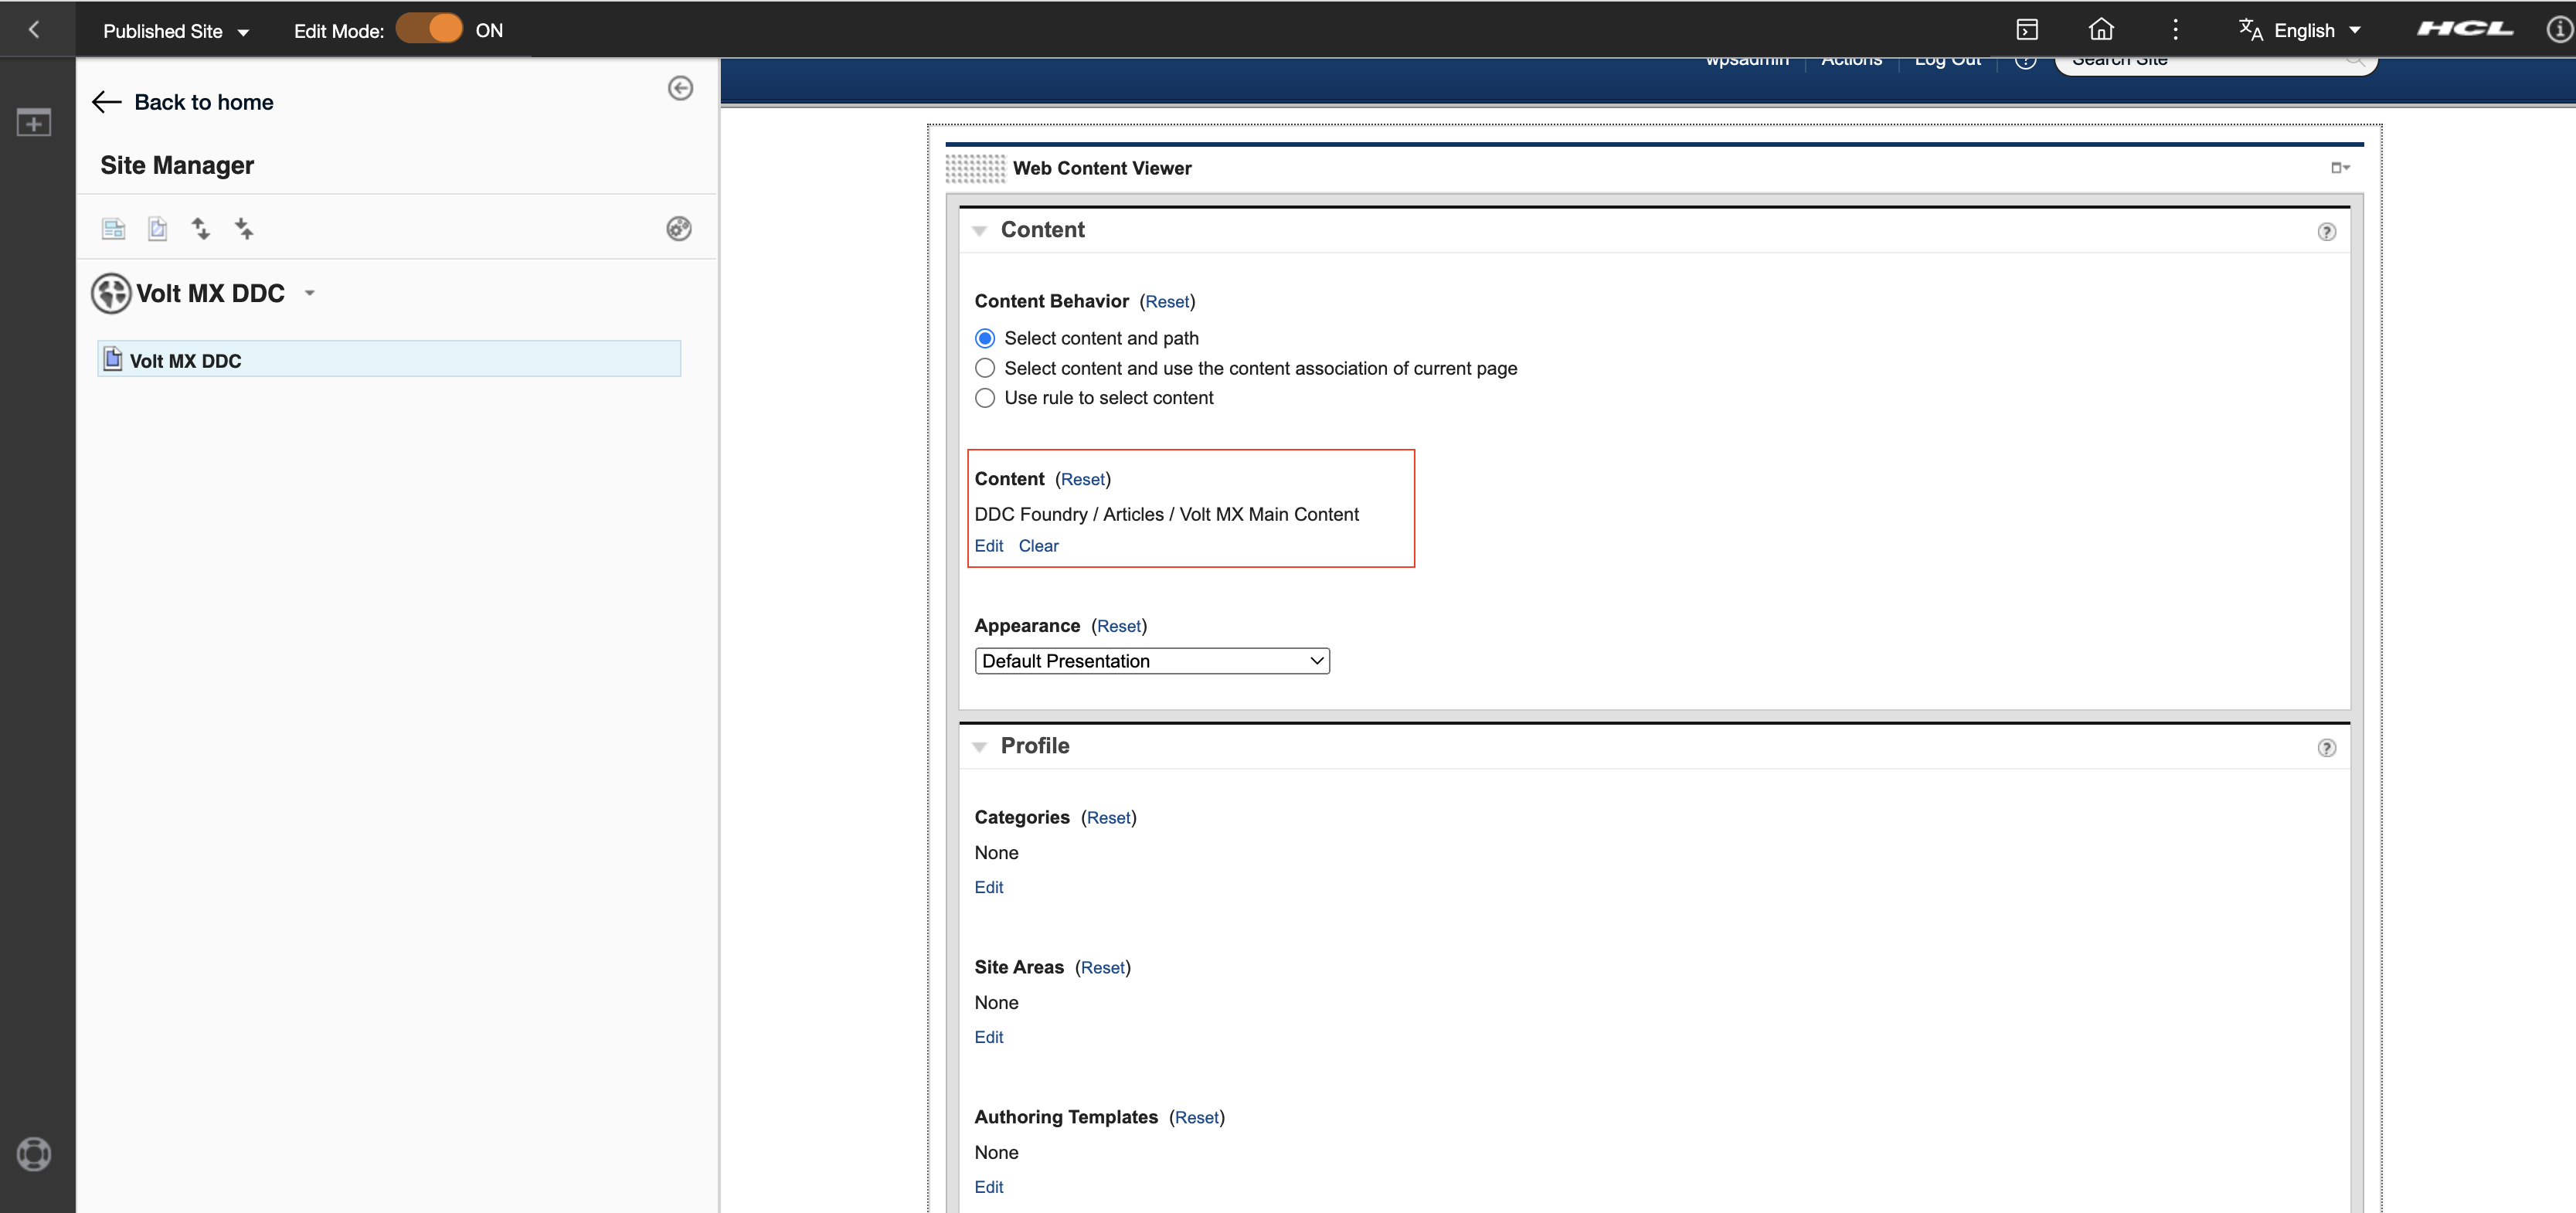 Published Site
Edit Mode: ON
English
HCL
wpsadmin
Actions
Log Out
Search Site
Back to home
Site Manager
Volt MX DDC
Volt MX DDC
Web Content Viewer
Content
Content Behavior (Reset)
Select content and path
Select content and use the content association of current page
Use rule to select content
Content (Reset)
DDC Foundry / Articles / Volt MX Main Content
Edit Clear
Appearance (Reset)
Default Presentation
Profile
Categories (Reset)
None
Edit
Site Areas (Reset)
None
Edit
Authoring Templates (Reset)
None
Edit